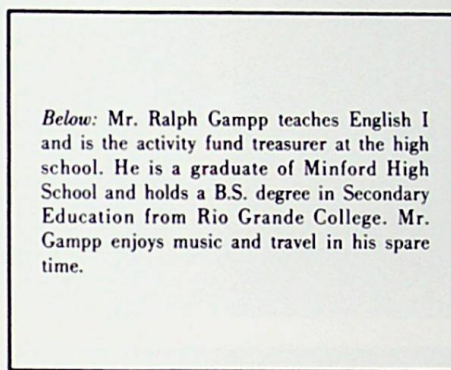 Below: Mr. Ralph Gampp teaches English I
and is the activity fund treasurer at the high
school. He is a graduate of Minford High
School and holds a B.S. degree in Secondary
Education from Rio Grande College. Mr.
Gampp enjoys music and travel in his spare
time.